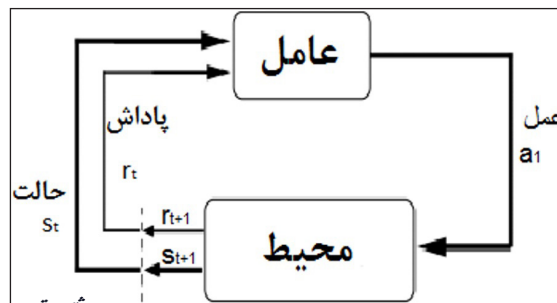 عامل
پاداش
rt
عمل
a1
حالت
st
rt+1
st+1
محیط